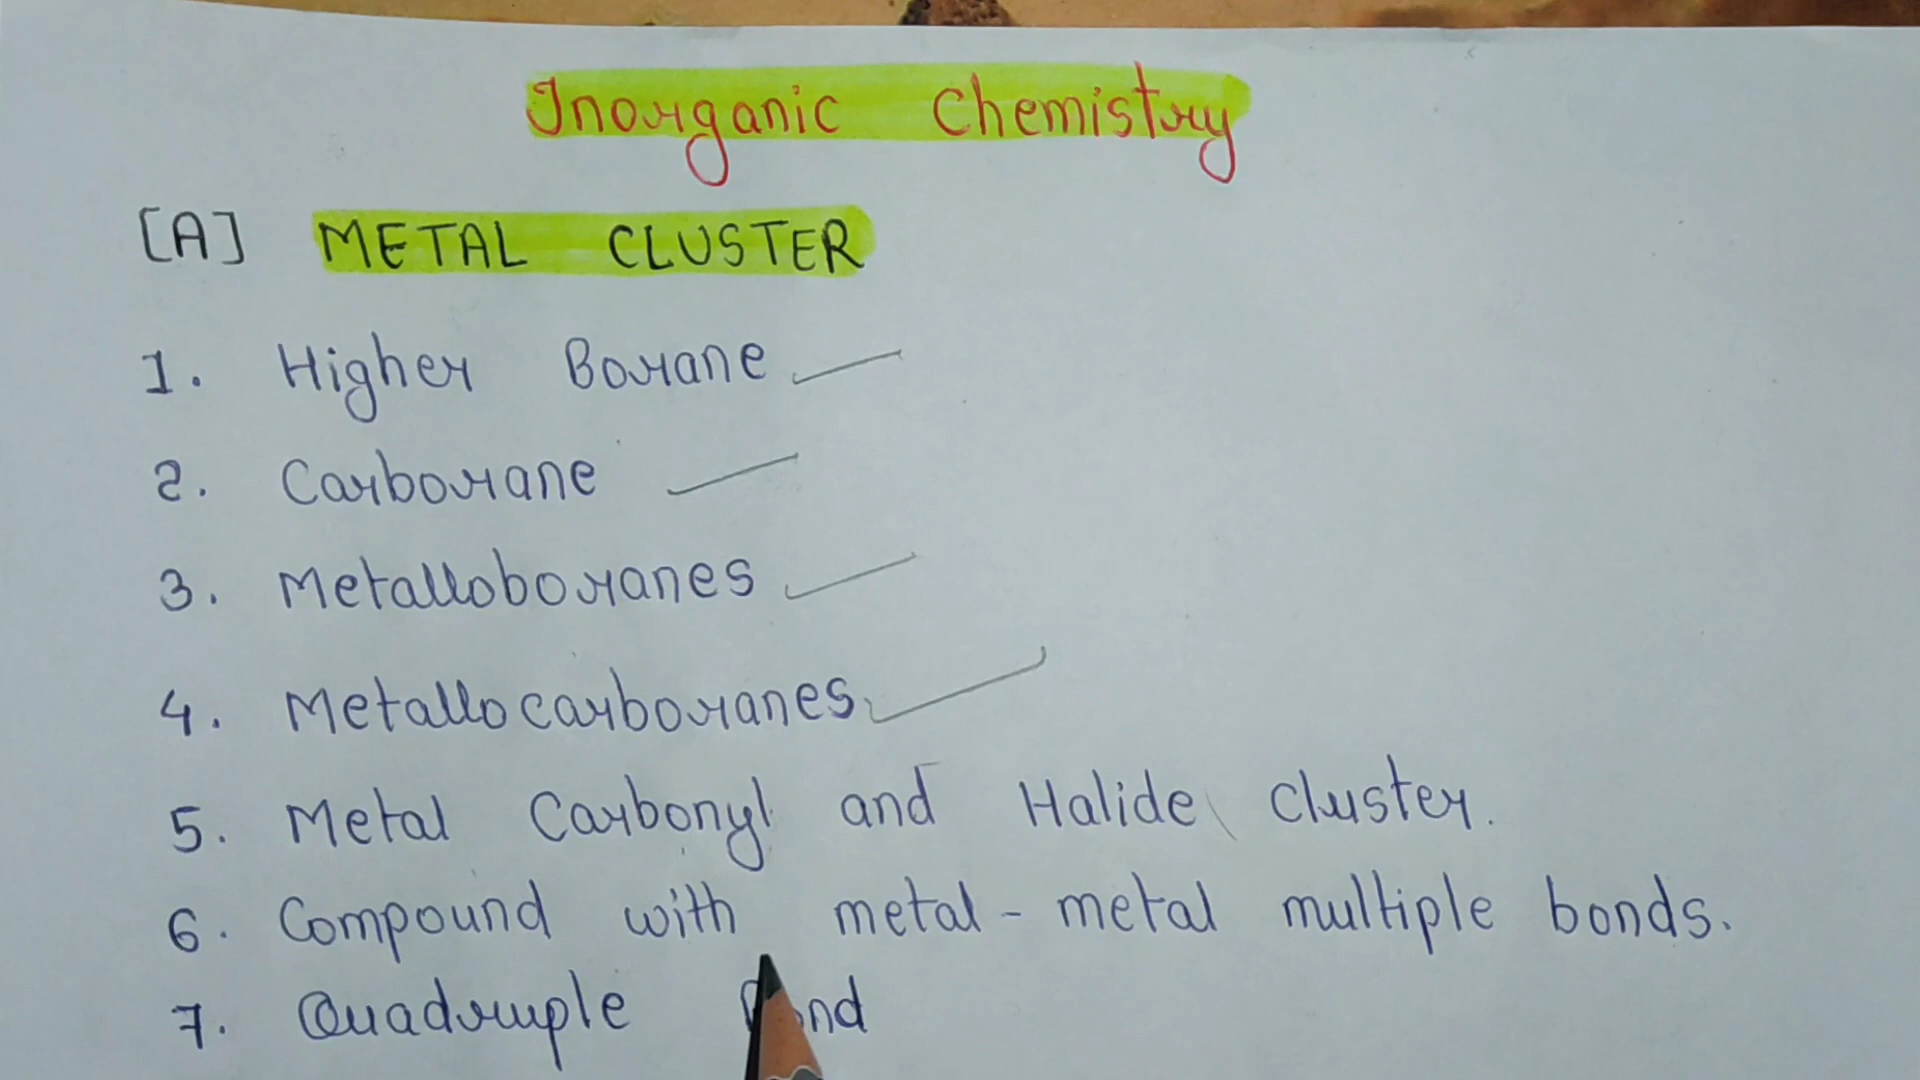 Inorganic Chemistry
[A] METAL CLUSTER
1. Higher Borane
2. Carborane
3. Metalloboranes
4. Metallocarboranes.
5. Metal Carbonyl and Halide Cluster.
6. Compound with metal-metal multiple bonds.
7. Quadruple Bond